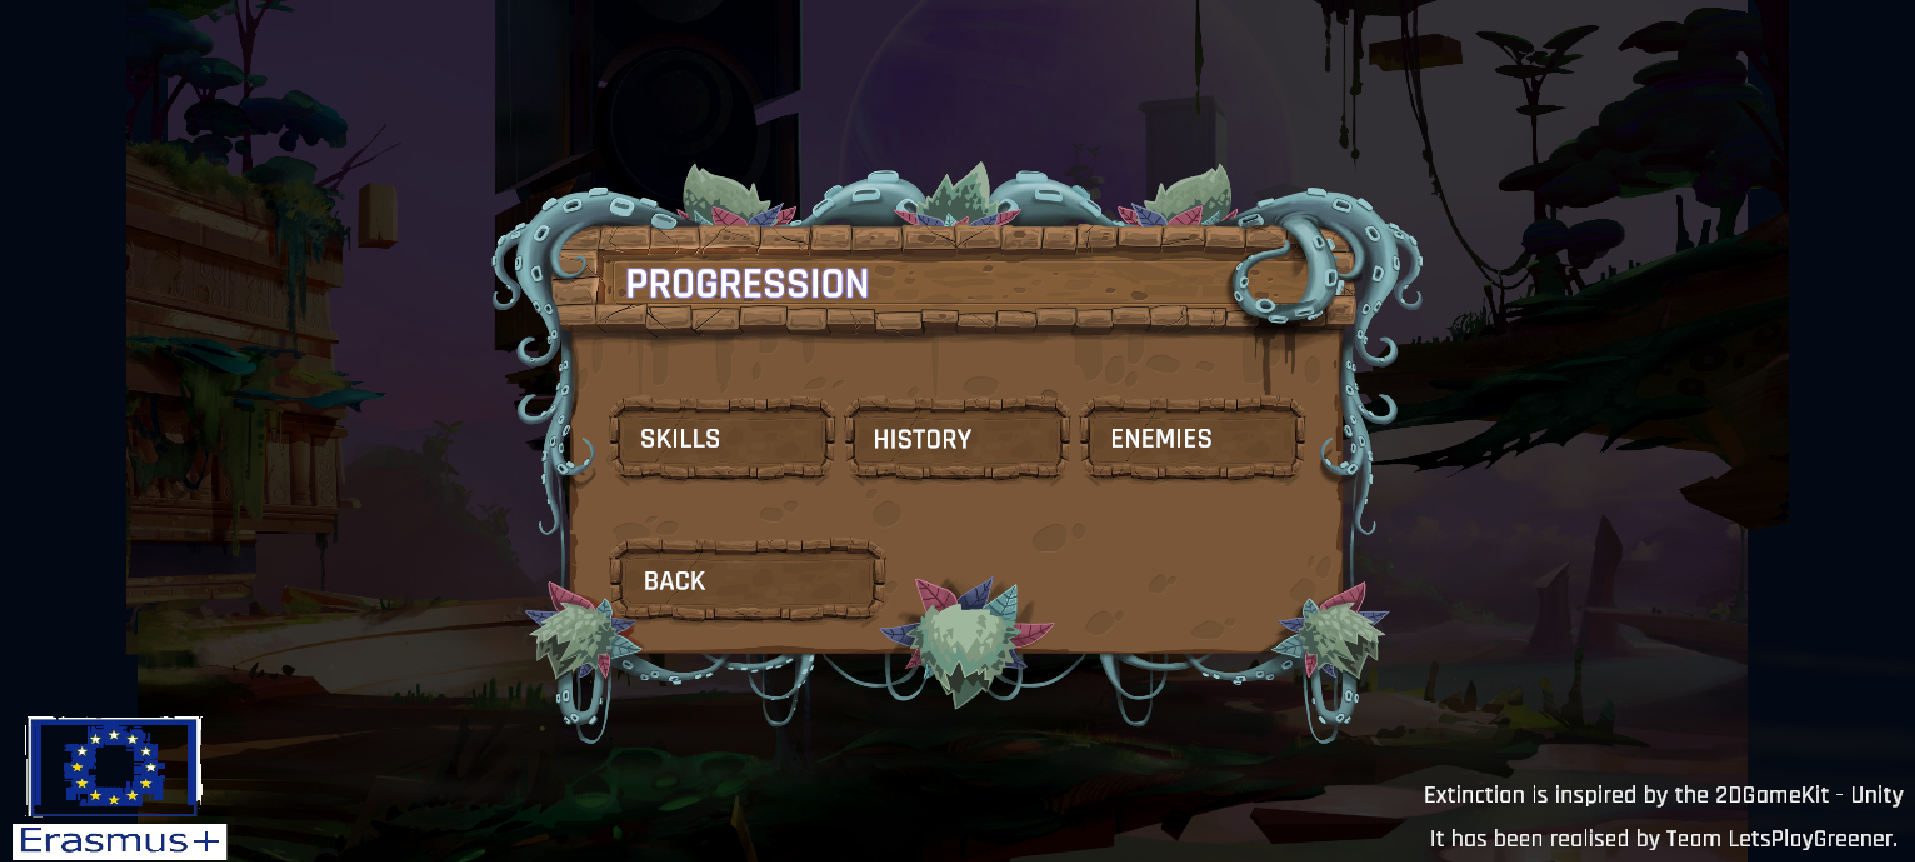 PROGRESSION
SKILLS
HISTORY
ENEMIES
BACK
Erasmus+
Extinction is inspired by the 2DGameKit - Unity
It has been realised by Team LetsPlayGreener.